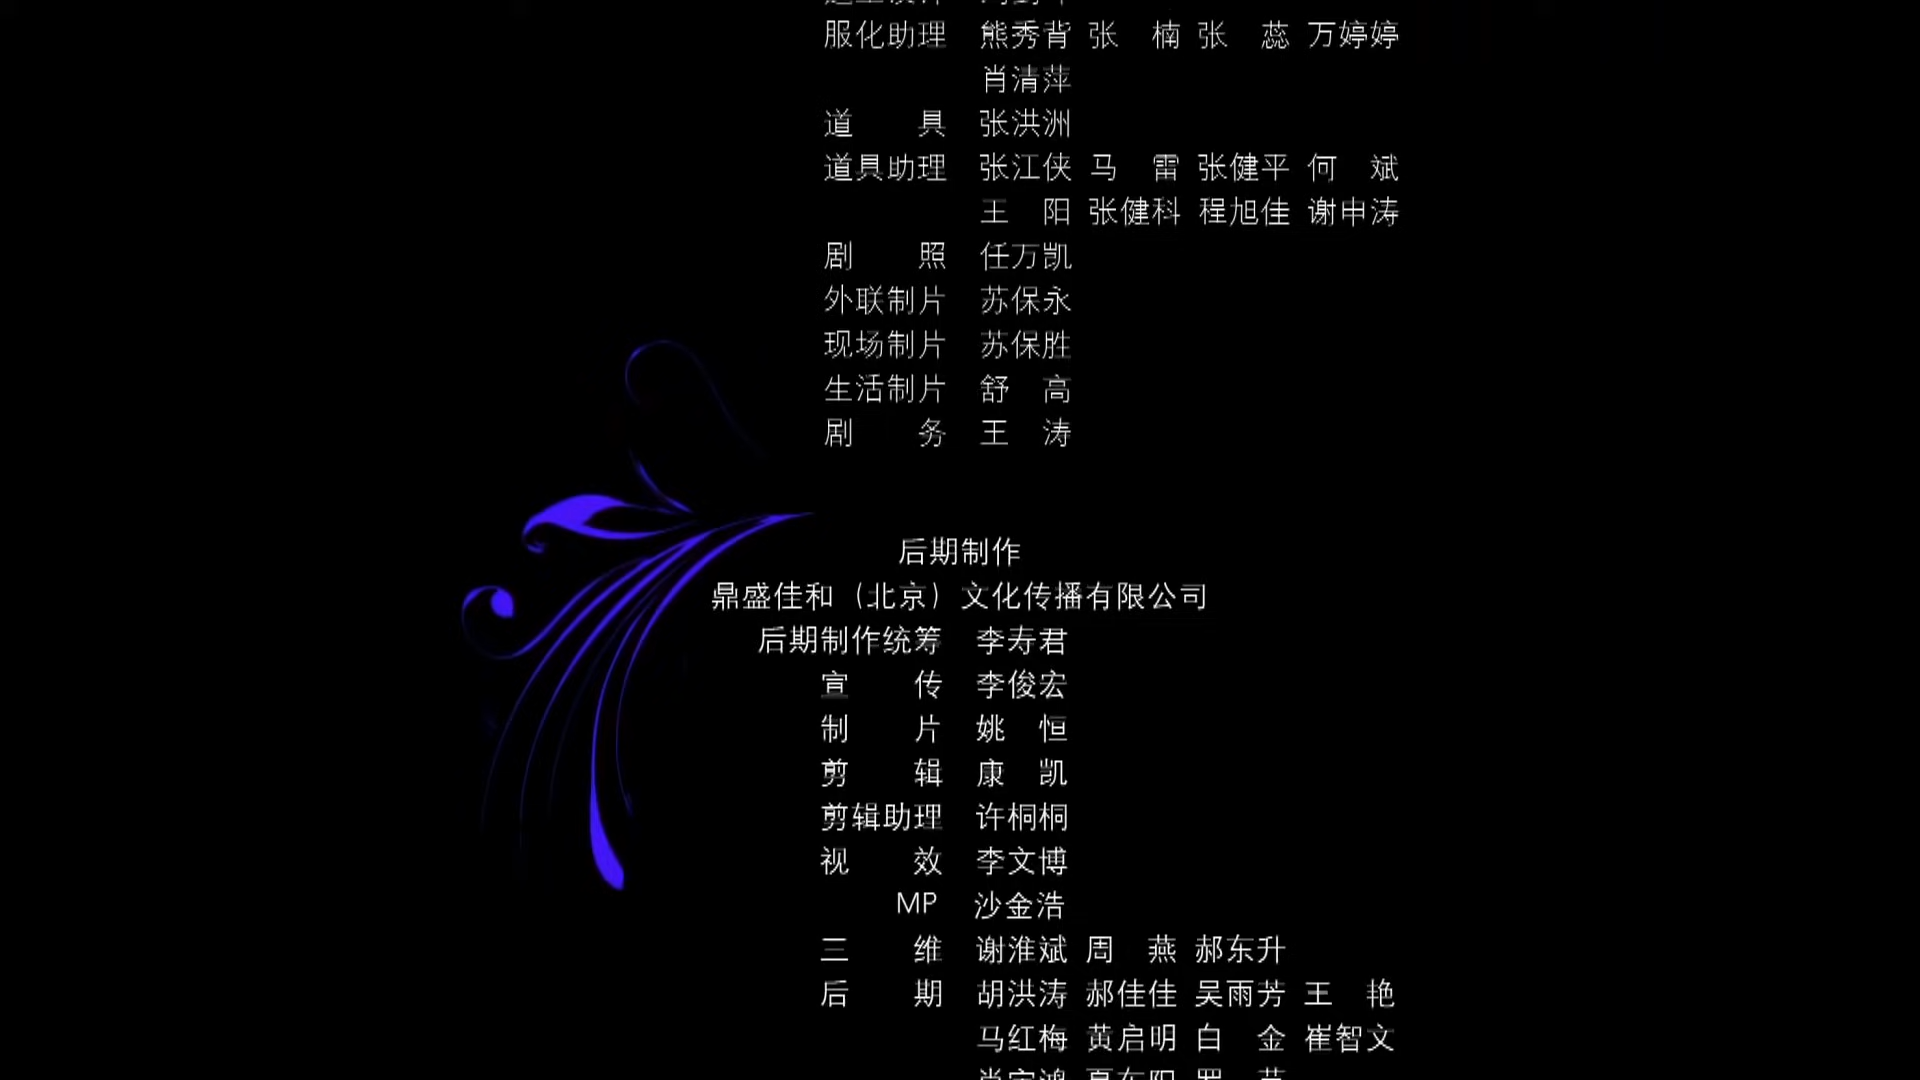 服化助理 熊秀背 张 楠 张 蕊 万婷婷
肖清萍
道 具 张洪洲
道具助理 张江侠 马 雷 张健平 何 斌
王 阳 张健科 程旭佳 谢申涛
剧 照 任万凯
外联制片 苏保永
现场制片 苏保胜
生活制片 舒 高
剧 务 王 涛
后期制作
鼎盛佳和（北京）文化传播有限公司
后期制作统筹 李寿君
宣 传 李俊宏
制 片 姚 恒
剪 辑 康 凯
剪辑助理 许桐桐
视 效 李文博
MP 沙金浩
三 维 谢淮斌 周 燕 郝东升
后 期 胡洪涛 郝佳佳 吴雨芳 王 艳
马红梅 黄启明 白 金 崔智文